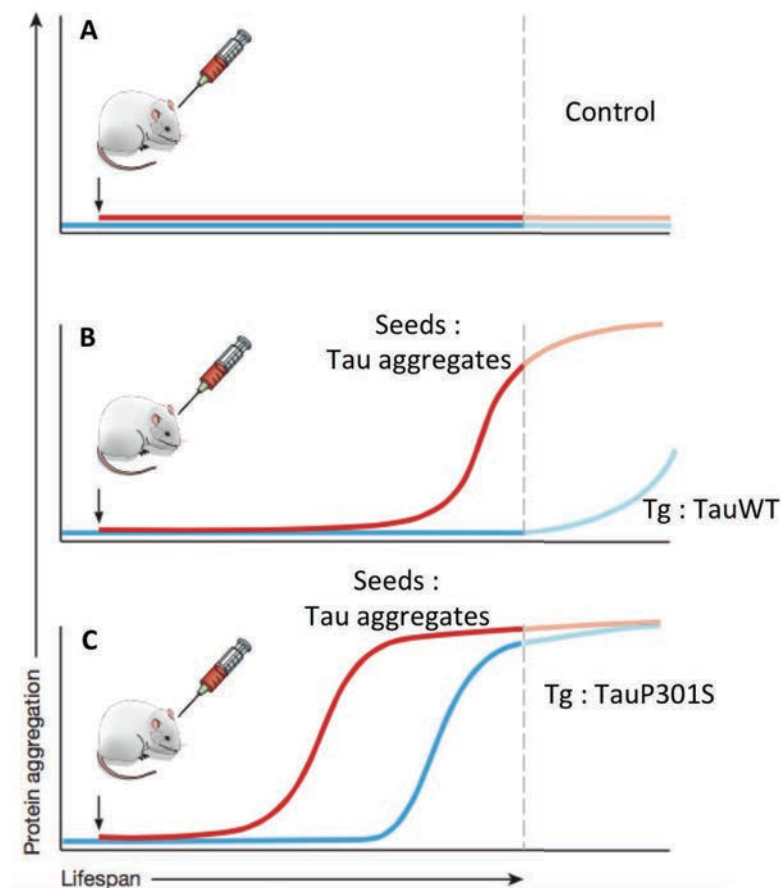 A
Control
B
Seeds :
Tau aggregates
Tg : TauWT
Seeds :
Tau aggregates
C
Tg : TauP301S
Protein aggregation
Lifespan